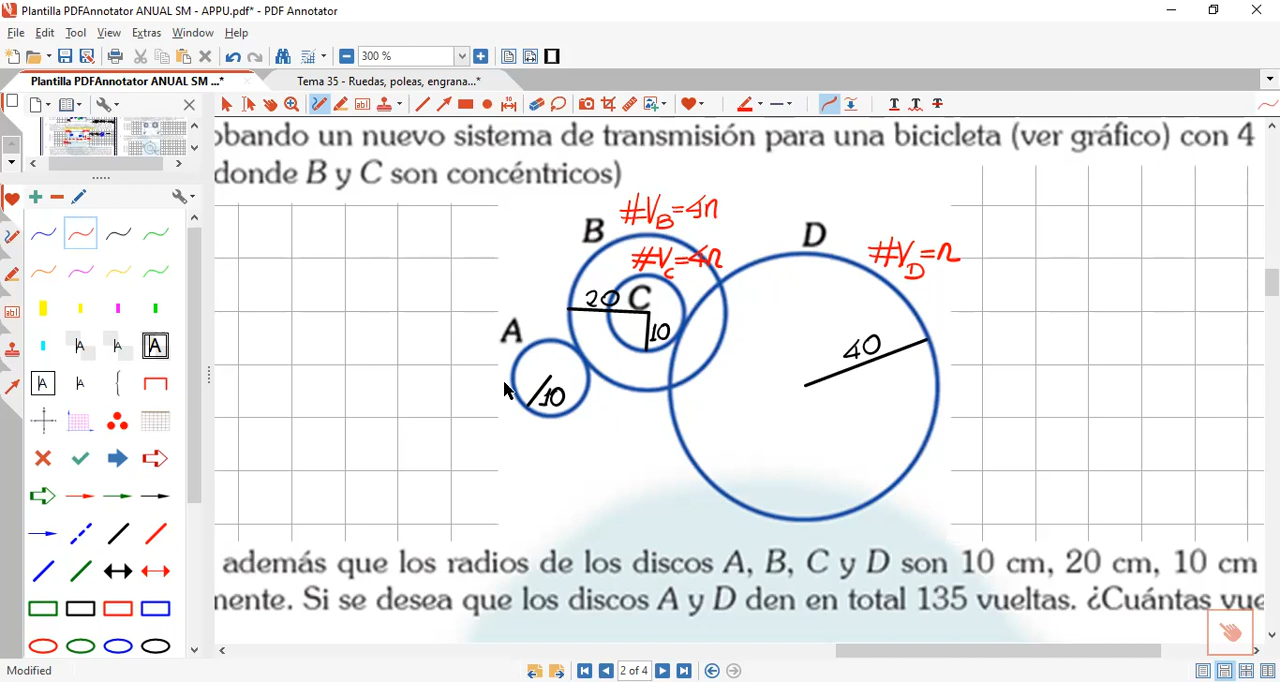 Plantilla PDFAnnotator ANUAL SM - APPU.pdf* - PDF Annotator
File Edit Tool View Extras Window Help
300 %
Plantilla PDFAnnotator ANUAL SM ...* Tema 35 - Ruedas, poleas, engrana...*
obando un nuevo sistema de transmisión para una bicicleta (ver gráfico) con 4
donde B y C son concéntricos)
#VB=4n
B
D
#VC=4n
#VD=n
20
C
A
10
40
10
además que los radios de los discos A, B, C y D son 10 cm, 20 cm, 10 cm
mente. Si se desea que los discos A y D den en total 135 vueltas. ¿Cuántas vue
Modified
2 of 4